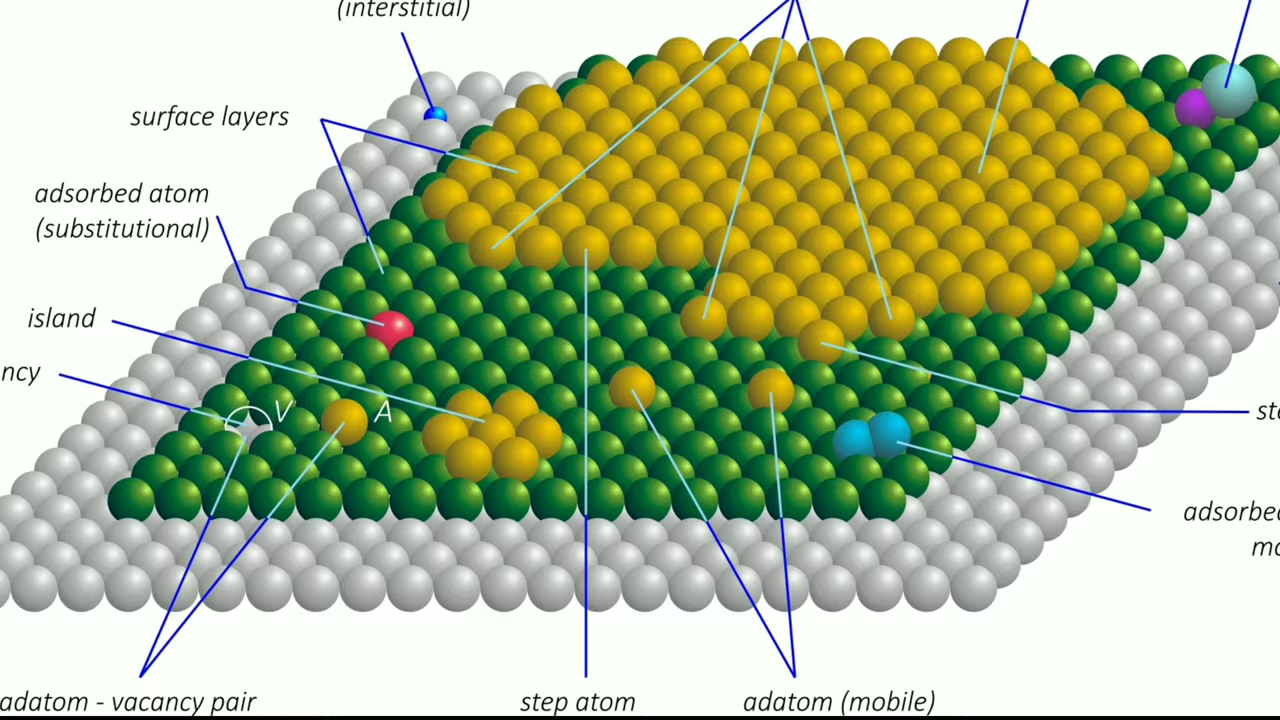 (interstitial)
surface layers
adsorbed atom
(substitutional)
island
ncy
V
A
adsorbed
adatom - vacancy pair
step atom
adatom (mobile)